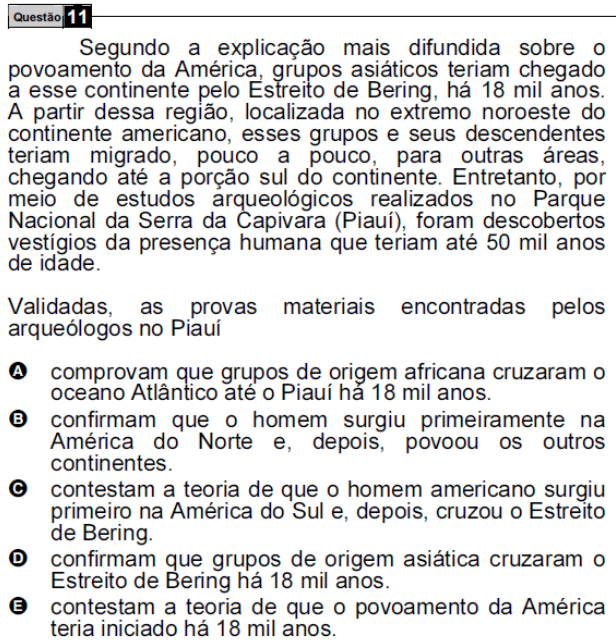 Questão 11
Segundo a explicação mais difundida sobre o
povoamento da América, grupos asiáticos teriam chegado
a esse continente pelo Estreito de Bering, há 18 mil anos.
A partir dessa região, localizada no extremo noroeste do
continente americano, esses grupos e seus descendentes
teriam migrado, pouco a pouco, para outras áreas,
chegando até a porção sul do continente. Entretanto, por
meio de estudos arqueológicos realizados no Parque
Nacional da Serra da Capivara (Piauí), foram descobertos
vestígios da presença humana que teriam até 50 mil anos
de idade.
Validadas, as provas materiais encontradas pelos
arqueólogos no Piauí
A comprovam que grupos de origem africana cruzaram o
oceano Atlântico até o Piauí há 18 mil anos.
B confirmam que o homem surgiu primeiramente na
América do Norte e, depois, povoou os outros
continentes.
C contestam a teoria de que o homem americano surgiu
primeiro na América do Sul e, depois, cruzou o Estreito
de Bering.
D confirmam que grupos de origem asiática cruzaram o
Estreito de Bering há 18 mil anos.
E contestam a teoria de que o povoamento da América
teria iniciado há 18 mil anos.